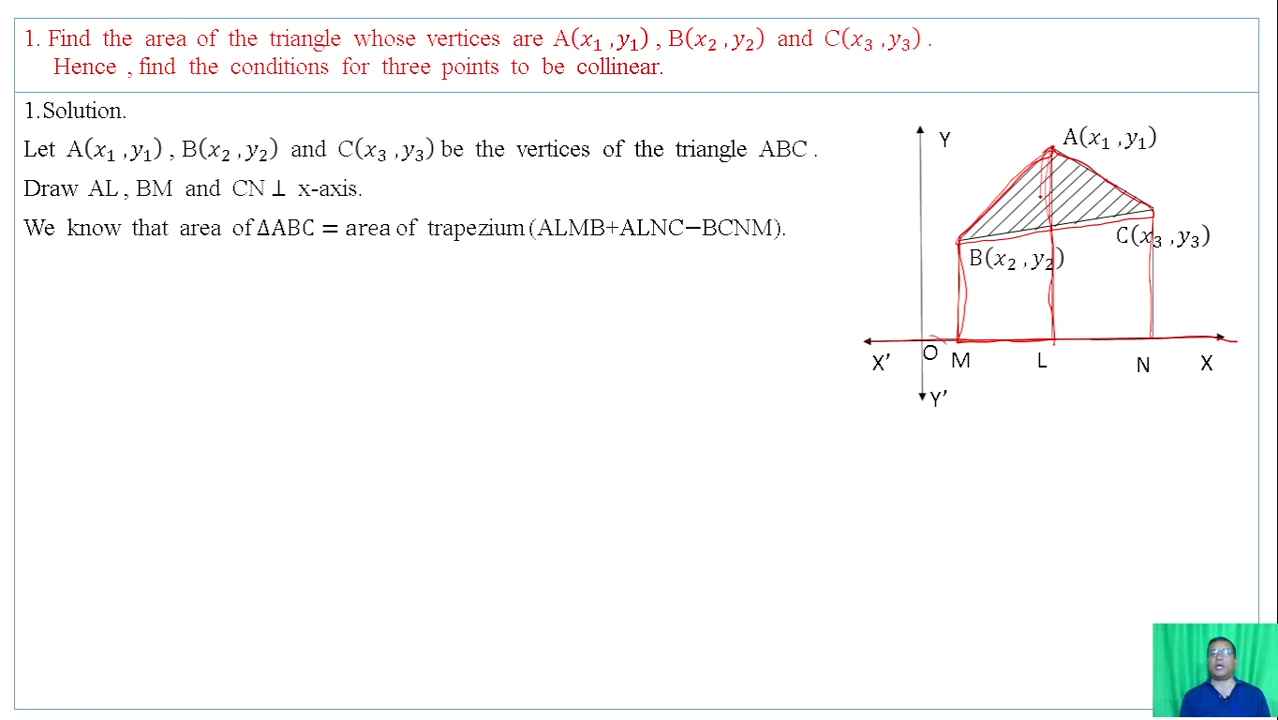 1. Find the area of the triangle whose vertices are A(x₁ ,y₁) , B(x₂ ,y₂) and C(x₃ ,y₃) .
Hence , find the conditions for three points to be collinear.
1.Solution.
Let A(x₁ ,y₁) , B(x₂ ,y₂) and C(x₃ ,y₃) be the vertices of the triangle ABC .
Draw AL , BM and CN ⊥ x-axis.
We know that area of ΔABC = area of trapezium (ALMB+ALNC−BCNM).
Y
A(x₁ ,y₁)
C(x₃ ,y₃)
B(x₂ ,y₂)
X'
O
M
L
N
X
Y'